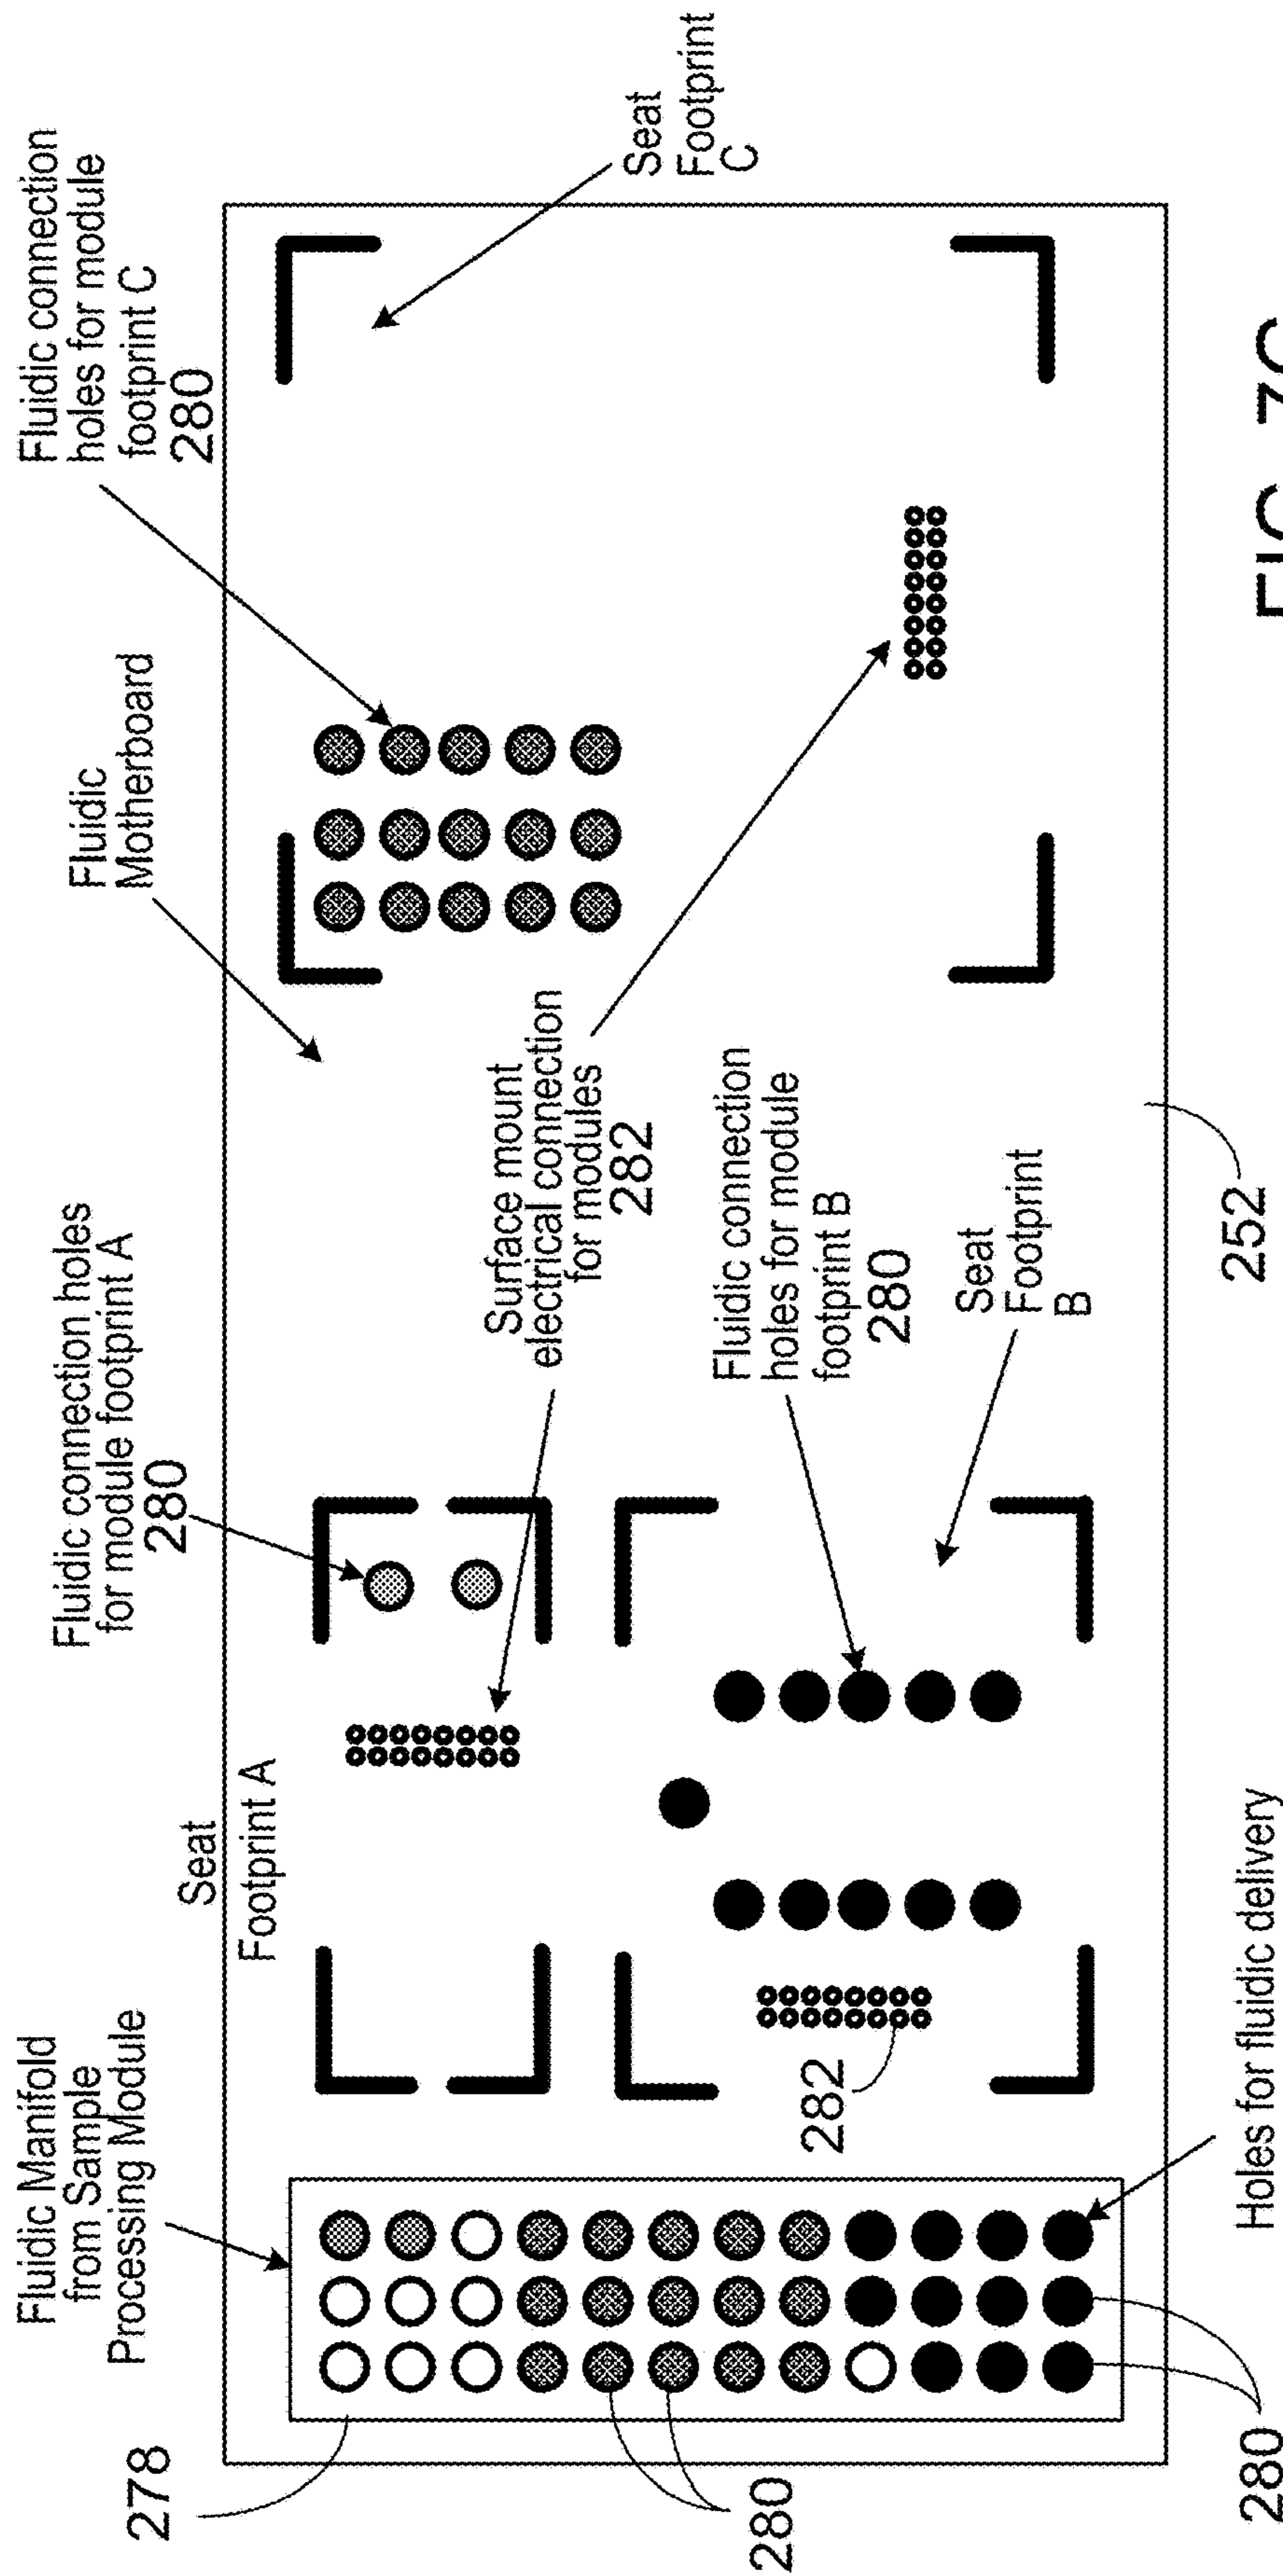 Fluidic Manifold
from Sample
Processing Module
278
Seat
Footprint A
Fluidic connection holes
for module footprint A
280
Fluidic
Motherboard
Fluidic connection
holes for module
footprint C
280
Seat
Footprint
C
Surface mount
electrical connection
for modules
282
Fluidic connection
holes for module
footprint B
280
Seat
Footprint
B
282
280
280
Holes for fluidic delivery
252